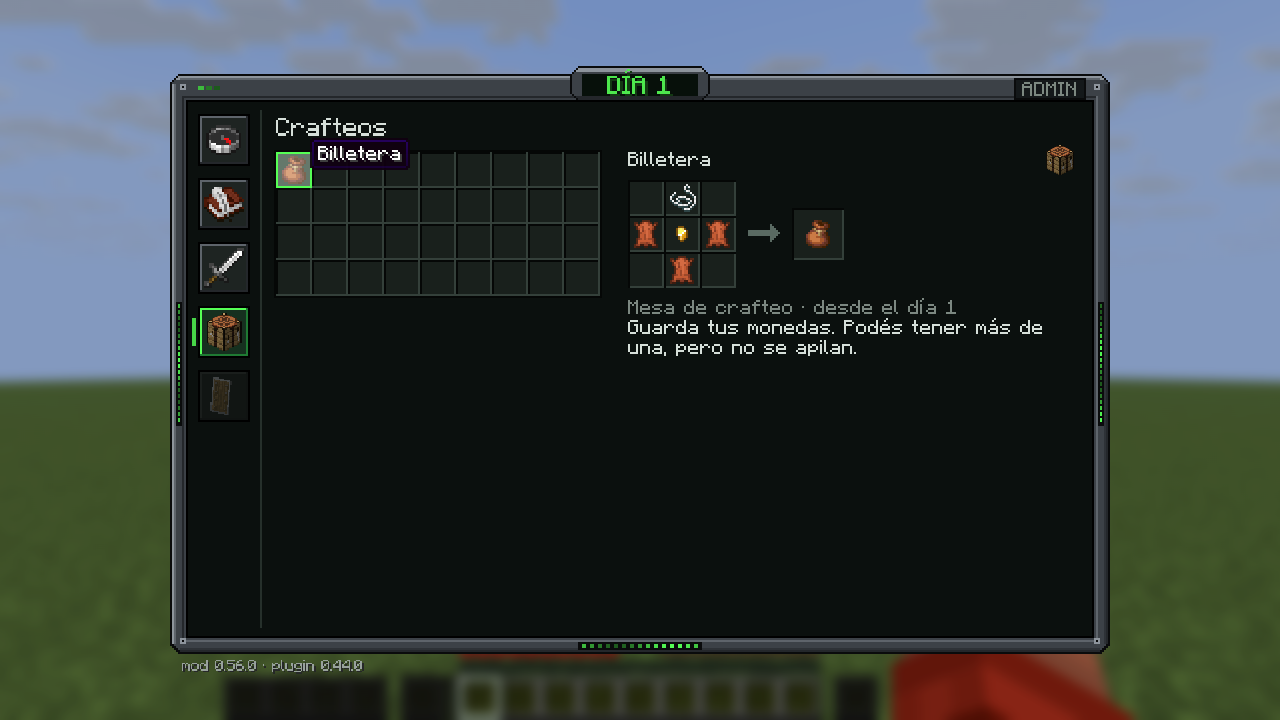 DÍA 1
ADMIN
Crafteos
Billetera
Billetera
Mesa de crafteo · desde el día 1
Guarda tus monedas. Podés tener más de
una, pero no se apilan.
mod 0.56.0 · plugin 0.44.0